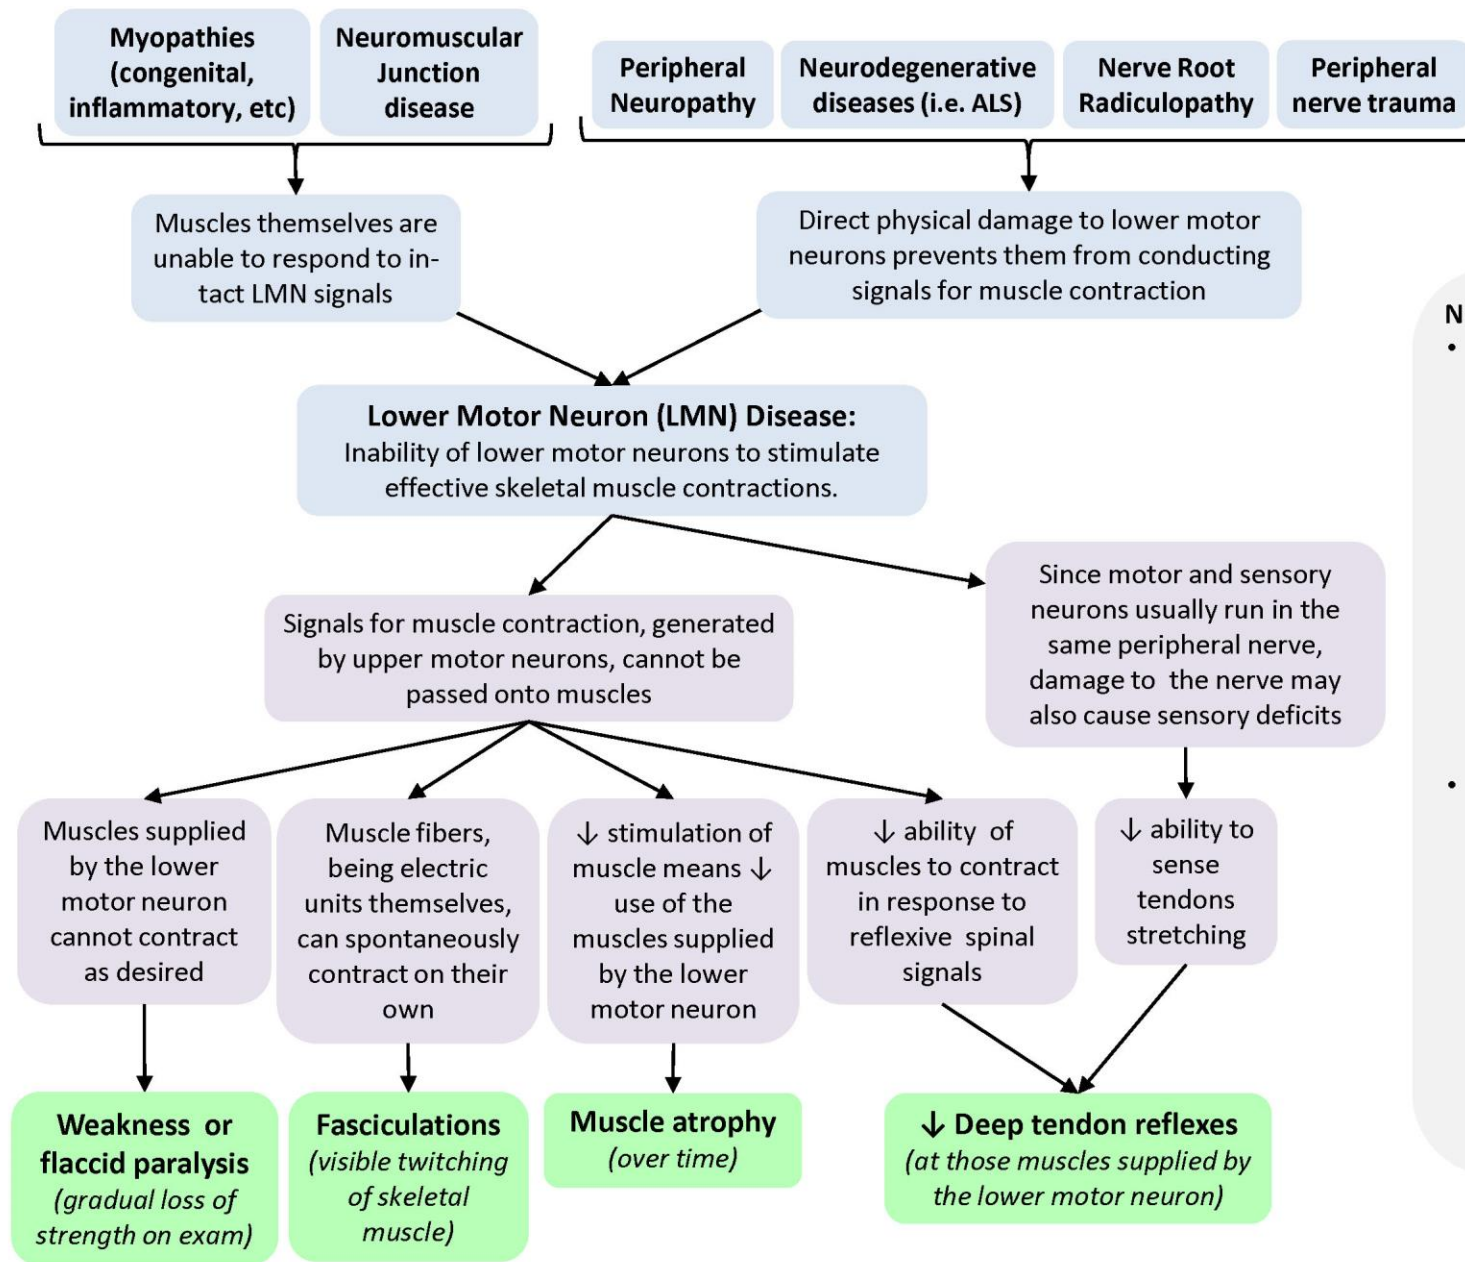 Myopathies
(congenital,
inflammatory, etc)
Neuromuscular
Junction
disease
Peripheral
Neuropathy
Neurodegenerative
diseases (i.e. ALS)
Nerve Root
Radiculopathy
Peripheral
nerve trauma
Muscles themselves are
unable to respond to in-
tact LMN signals
Direct physical damage to lower motor
neurons prevents them from conducting
signals for muscle contraction
N
•
Lower Motor Neuron (LMN) Disease:
Inability of lower motor neurons to stimulate
effective skeletal muscle contractions.
Signals for muscle contraction, generated
by upper motor neurons, cannot be
passed onto muscles
Since motor and sensory
neurons usually run in the
same peripheral nerve,
damage to the nerve may
also cause sensory deficits
•
Muscles supplied
by the lower
motor neuron
cannot contract
as desired
Muscle fibers,
being electric
units themselves,
can spontaneously
contract on their
own
↓ stimulation of
muscle means ↓
use of the
muscles supplied
by the lower
motor neuron
↓ ability of
muscles to contract
in response to
reflexive spinal
signals
↓ ability to
sense
tendons
stretching
Weakness or
flaccid paralysis
(gradual loss of
strength on exam)
Fasciculations
(visible twitching
of skeletal
muscle)
Muscle atrophy
(over time)
↓ Deep tendon reflexes
(at those muscles supplied by
the lower motor neuron)